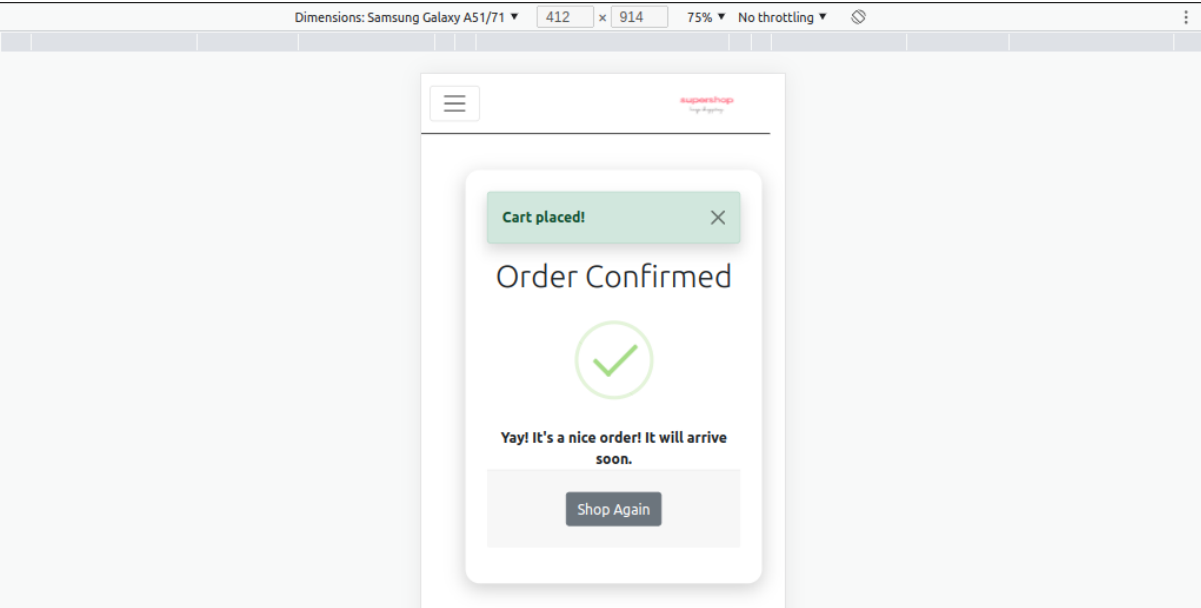 Dimensions: Samsung Galaxy A51/71 ▼ 412 × 914 75% ▼ No throttling ▼
supershop
Cart placed!
Order Confirmed
Yay! It's a nice order! It will arrive
soon.
Shop Again